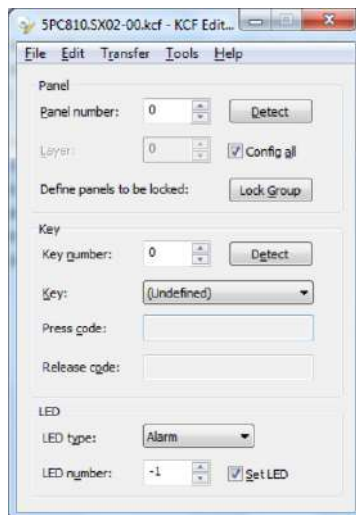 5PC810.SX02-00.kcf - KCF Edit...
File Edit Transfer Tools Help
Panel
Panel number: 0 Detect
Layer: 0 Config all
Define panels to be locked: Lock Group
Key
Key number: 0 Detect
Key: (Undefined)
Press code:
Release code:
LED
LED type: Alarm
LED number: -1 Set LED